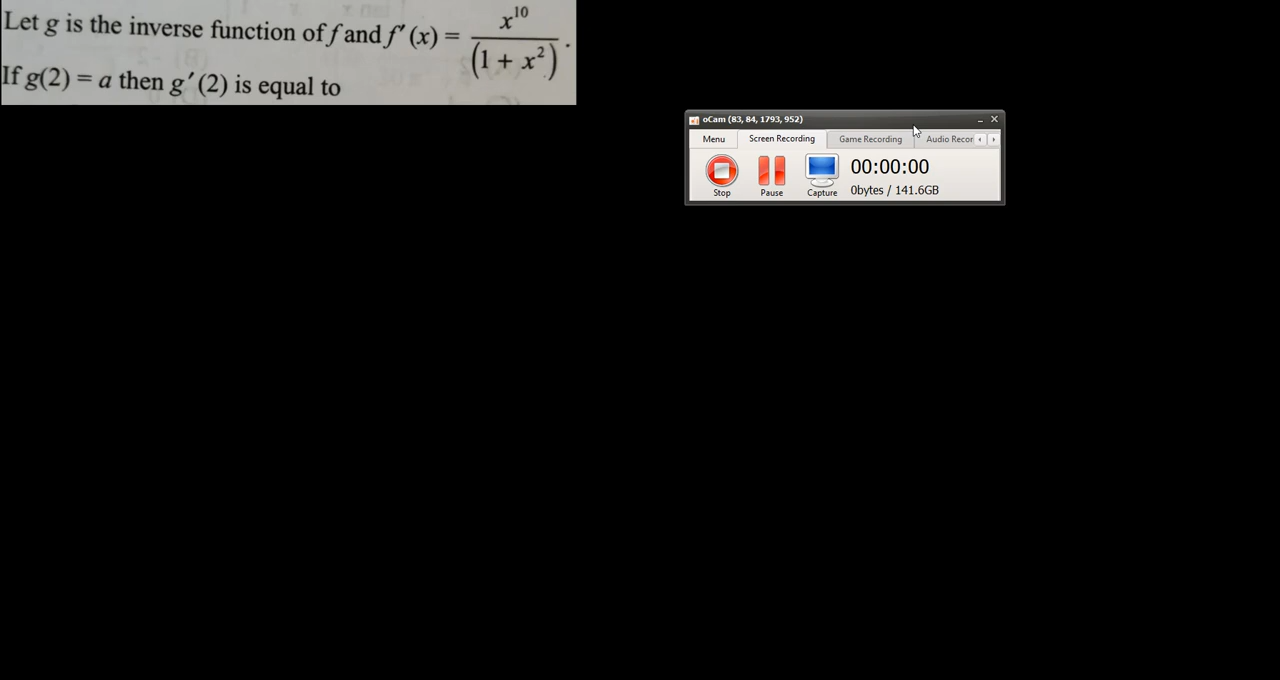 Let g is the inverse function of f and f′(x) = x^10 / (1 + x^2).
If g(2) = a then g′(2) is equal to
oCam (83, 84, 1793, 952)
Menu Screen Recording Game Recording Audio Recor
00:00:00
0bytes / 141.6GB
Stop Pause Capture